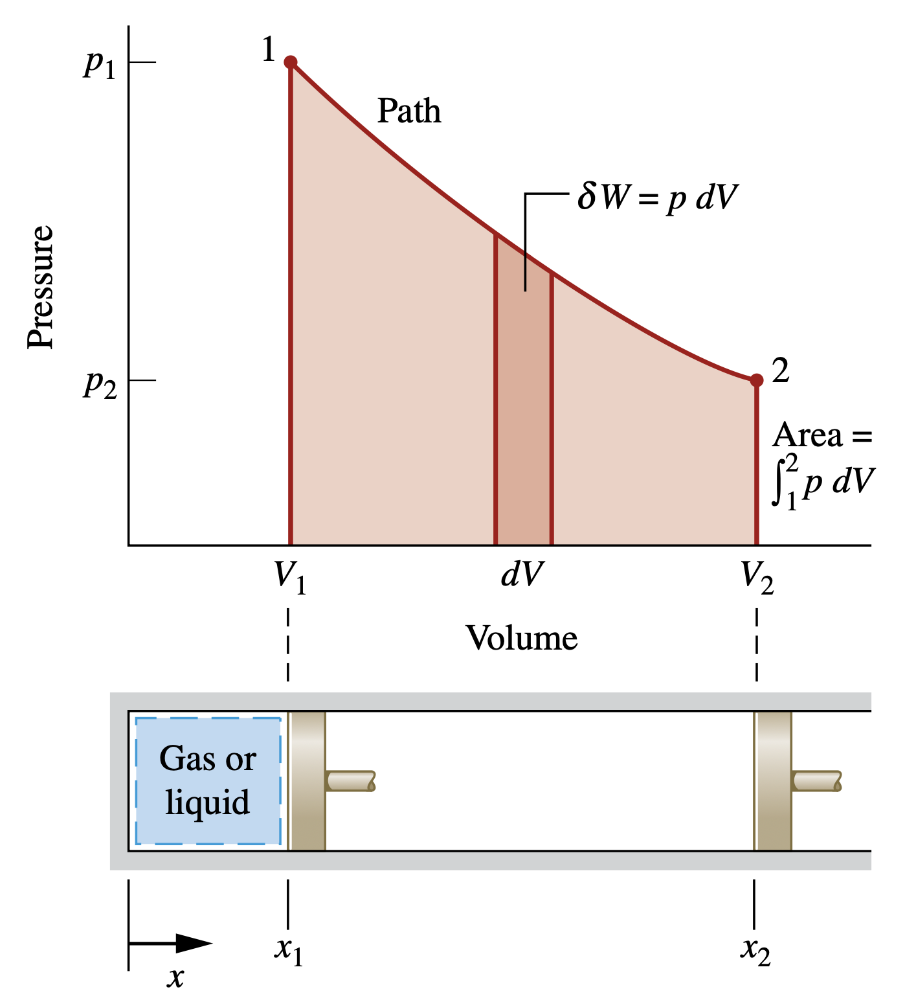 1
p₁
Path
δW = p dV
Pressure
p₂
2
Area =
∫₁² p dV
V₁
dV
V₂
Volume
Gas or
liquid
x₁
x₂
x